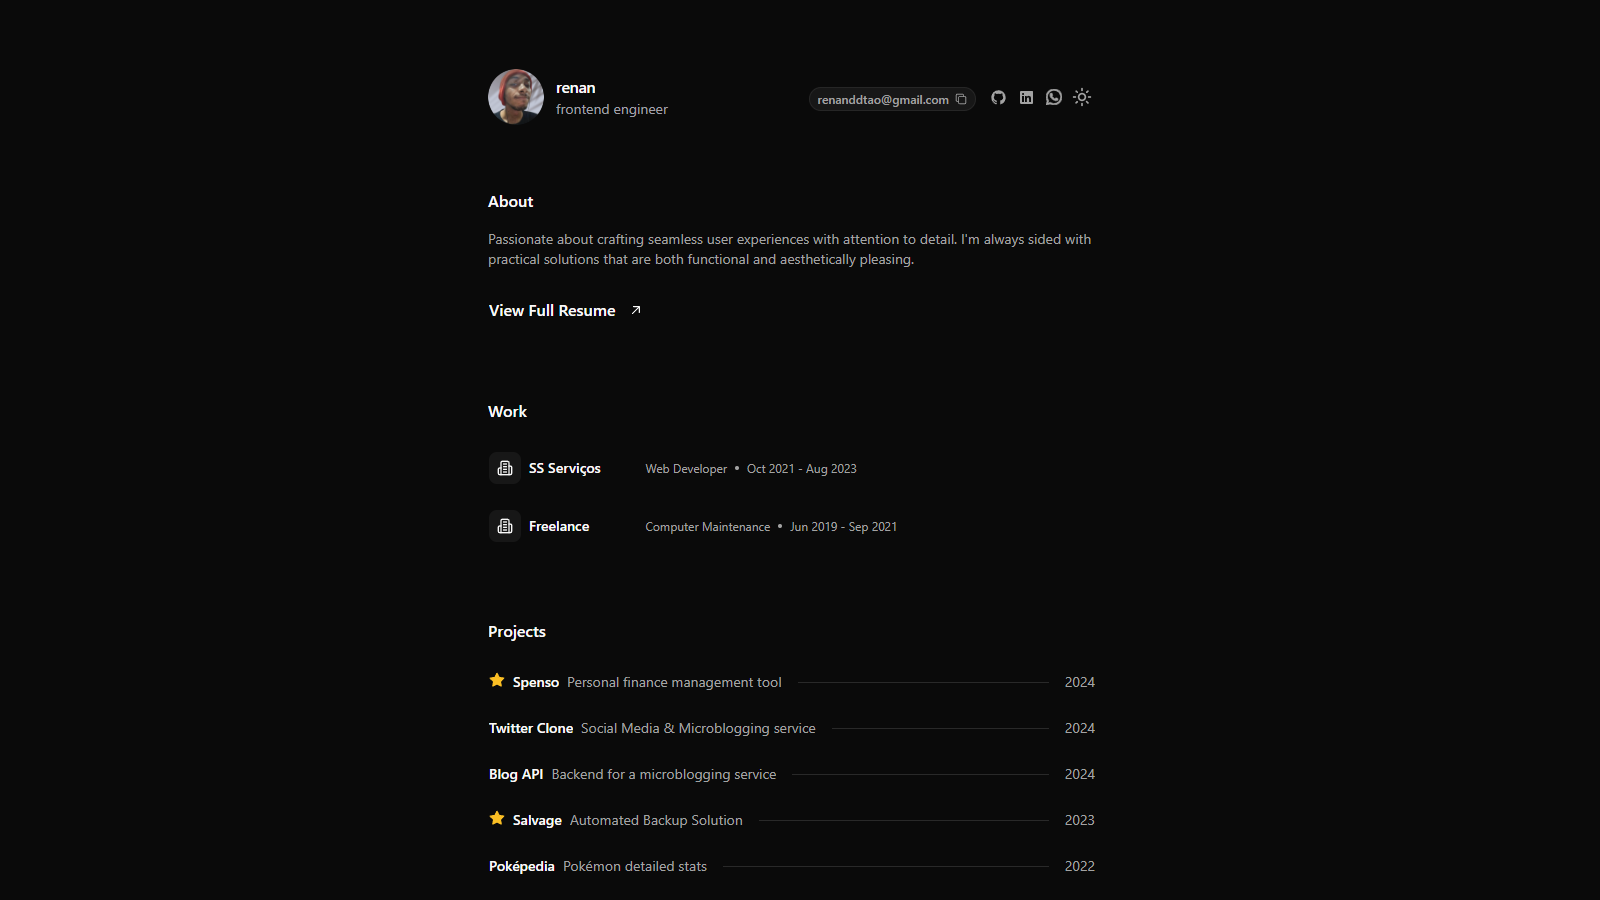 renan
frontend engineer
renanddtao@gmail.com
About
Passionate about crafting seamless user experiences with attention to detail. I'm always sided with
practical solutions that are both functional and aesthetically pleasing.
View Full Resume
Work
SS Serviços Web Developer • Oct 2021 - Aug 2023
Freelance Computer Maintenance • Jun 2019 - Sep 2021
Projects
Spenso Personal finance management tool 2024
Twitter Clone Social Media & Microblogging service 2024
Blog API Backend for a microblogging service 2024
Salvage Automated Backup Solution 2023
Poképedia Pokémon detailed stats 2022